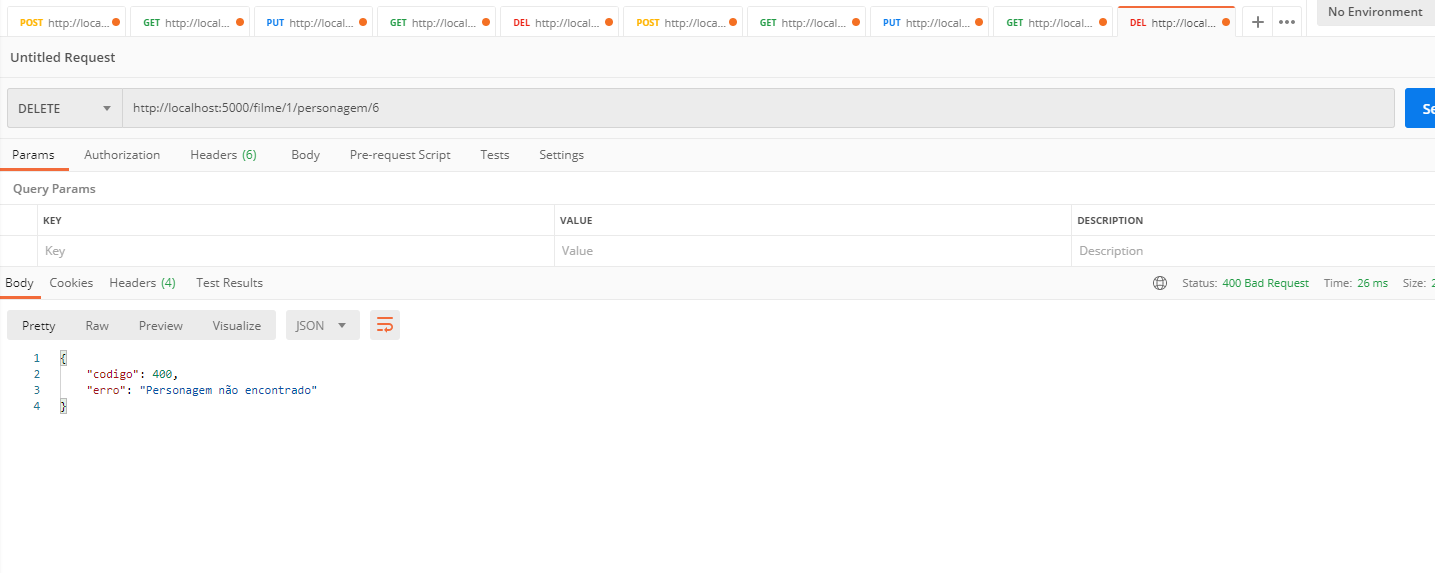 POST http://loca... GET http://local... PUT http://local... GET http://local... DEL http://local... POST http://loca... GET http://local... PUT http://local... GET http://local... DEL http://local... + ••• No Environment
Untitled Request
DELETE http://localhost:5000/filme/1/personagem/6 Se
Params Authorization Headers (6) Body Pre-request Script Tests Settings
Query Params
KEY VALUE DESCRIPTION
Key Value Description
Body Cookies Headers (4) Test Results Status: 400 Bad Request Time: 26 ms Size: 2
Pretty Raw Preview Visualize JSON
1 {
2 "codigo": 400,
3 "erro": "Personagem não encontrado"
4 }